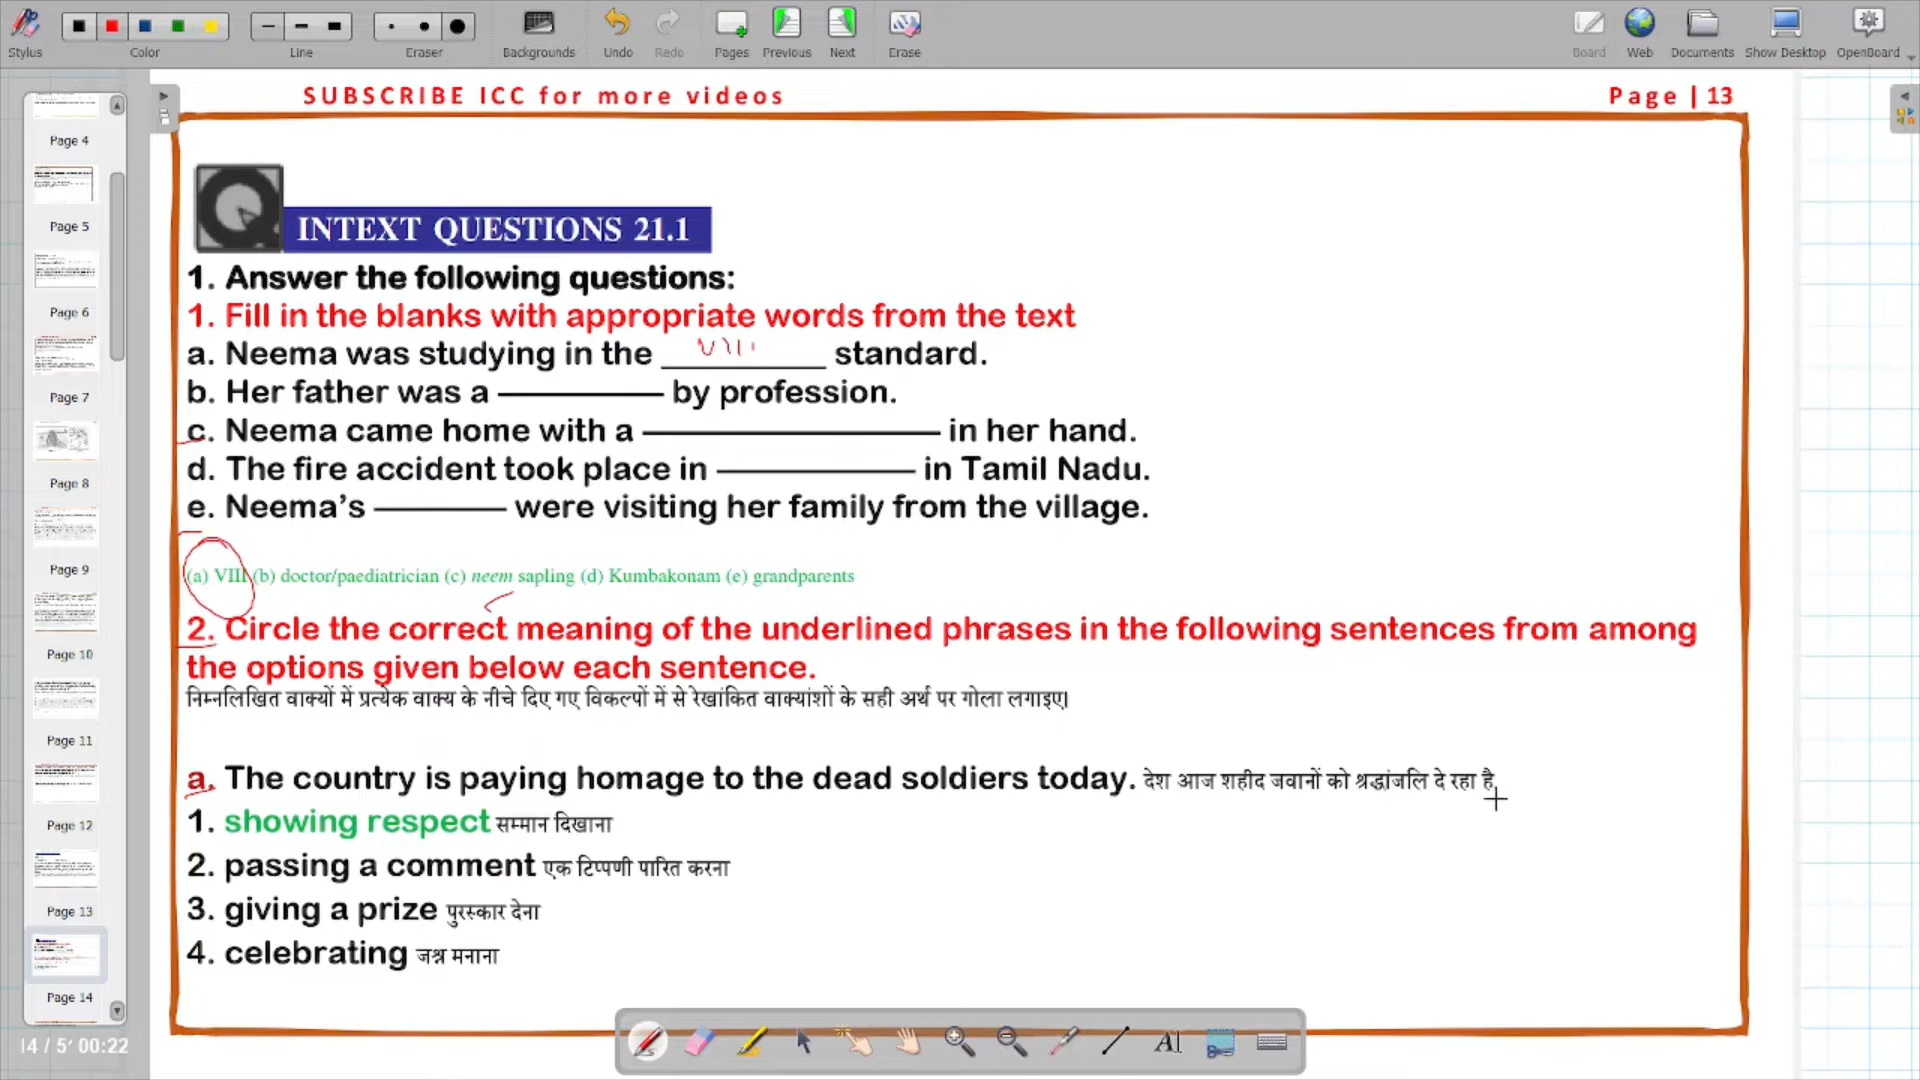 Stylus Color Line Eraser Backgrounds Undo Redo Pages Previous Next Erase Board Web Documents Show Desktop OpenBoard
SUBSCRIBE ICC for more videos Page | 13
Page 4
Page 5
Page 6
Page 7
Page 8
Page 9
Page 10
Page 11
Page 12
Page 13
Page 14
INTEXT QUESTIONS 21.1
1. Answer the following questions:
1. Fill in the blanks with appropriate words from the text
a. Neema was studying in the VIII standard.
b. Her father was a ———— by profession.
c. Neema came home with a ———— in her hand.
d. The fire accident took place in ———— in Tamil Nadu.
e. Neema’s ———— were visiting her family from the village.
(a) VIII (b) doctor/paediatrician (c) neem sapling (d) Kumbakonam (e) grandparents
2. Circle the correct meaning of the underlined phrases in the following sentences from among
the options given below each sentence.
निम्नलिखित वाक्यों में प्रत्येक वाक्य के नीचे दिए गए विकल्पों में से रेखांकित वाक्यांशों के सही अर्थ पर गोला लगाइए।
a. The country is paying homage to the dead soldiers today. देश आज शहीद जवानों को श्रद्धांजलि दे रहा है.
1. showing respect सम्मान दिखाना
2. passing a comment एक टिप्पणी पारित करना
3. giving a prize पुरस्कार देना
4. celebrating जश्न मनाना
00:22